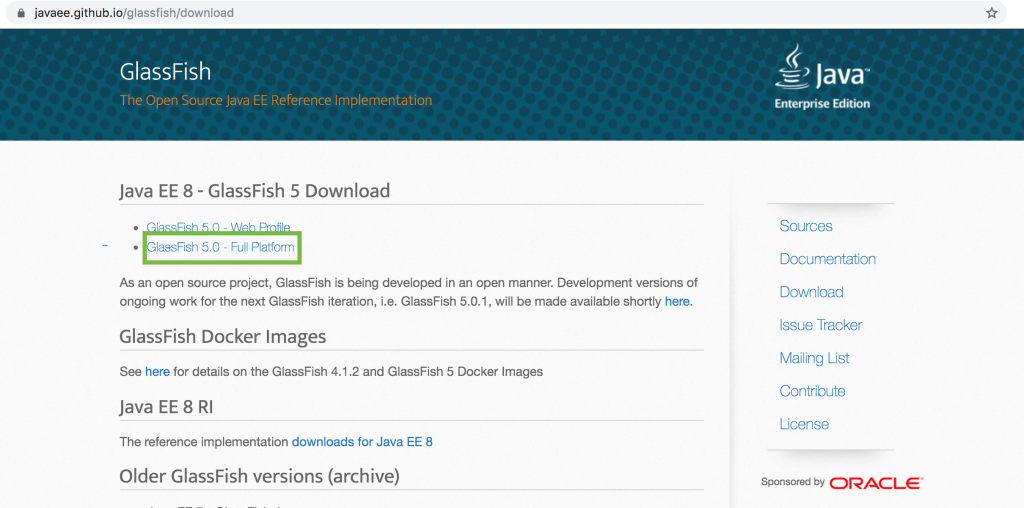 javaee.github.io/glassfish/download
GlassFish
The Open Source Java EE Reference Implementation
Java™
Enterprise Edition
Java EE 8 - GlassFish 5 Download
GlassFish 5.0 - Web Profile
GlassFish 5.0 - Full Platform
As an open source project, GlassFish is being developed in an open manner. Development versions of
ongoing work for the next GlassFish iteration, i.e. GlassFish 5.0.1, will be made available shortly here.
GlassFish Docker Images
See here for details on the GlassFish 4.1.2 and GlassFish 5 Docker Images
Java EE 8 RI
The reference implementation downloads for Java EE 8
Older GlassFish versions (archive)
Sources
Documentation
Download
Issue Tracker
Mailing List
Contribute
License
Sponsored by ORACLE